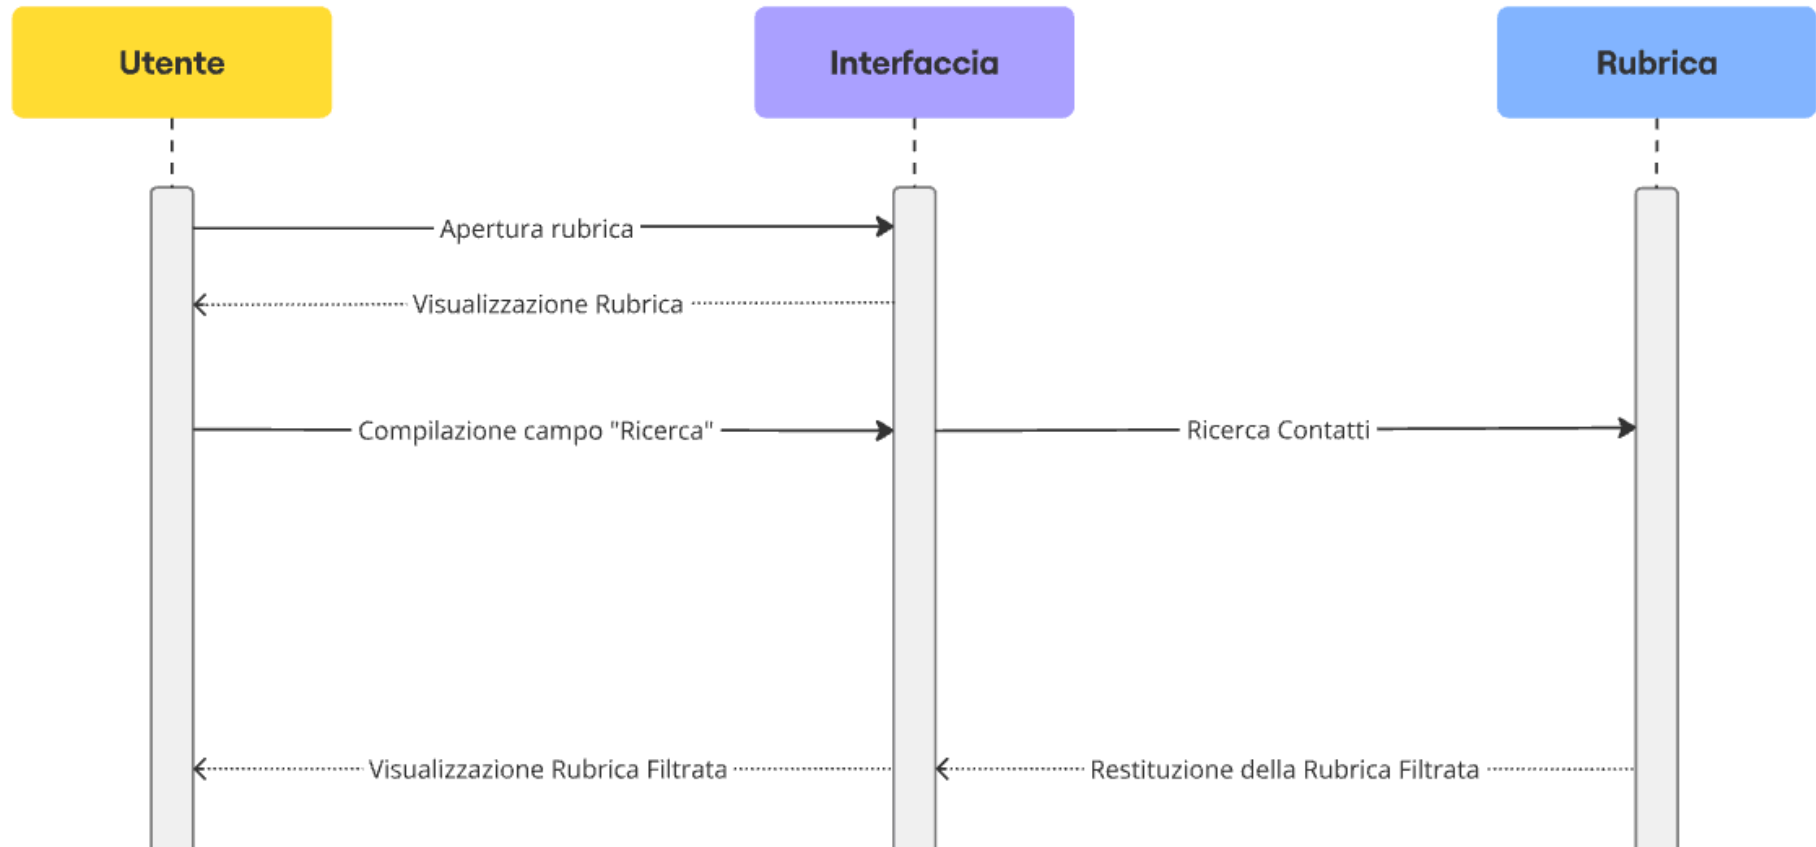 Utente
Interfaccia
Rubrica
Apertura rubrica
Visualizzazione Rubrica
Compilazione campo "Ricerca"
Ricerca Contatti
Visualizzazione Rubrica Filtrata
Restituzione della Rubrica Filtrata